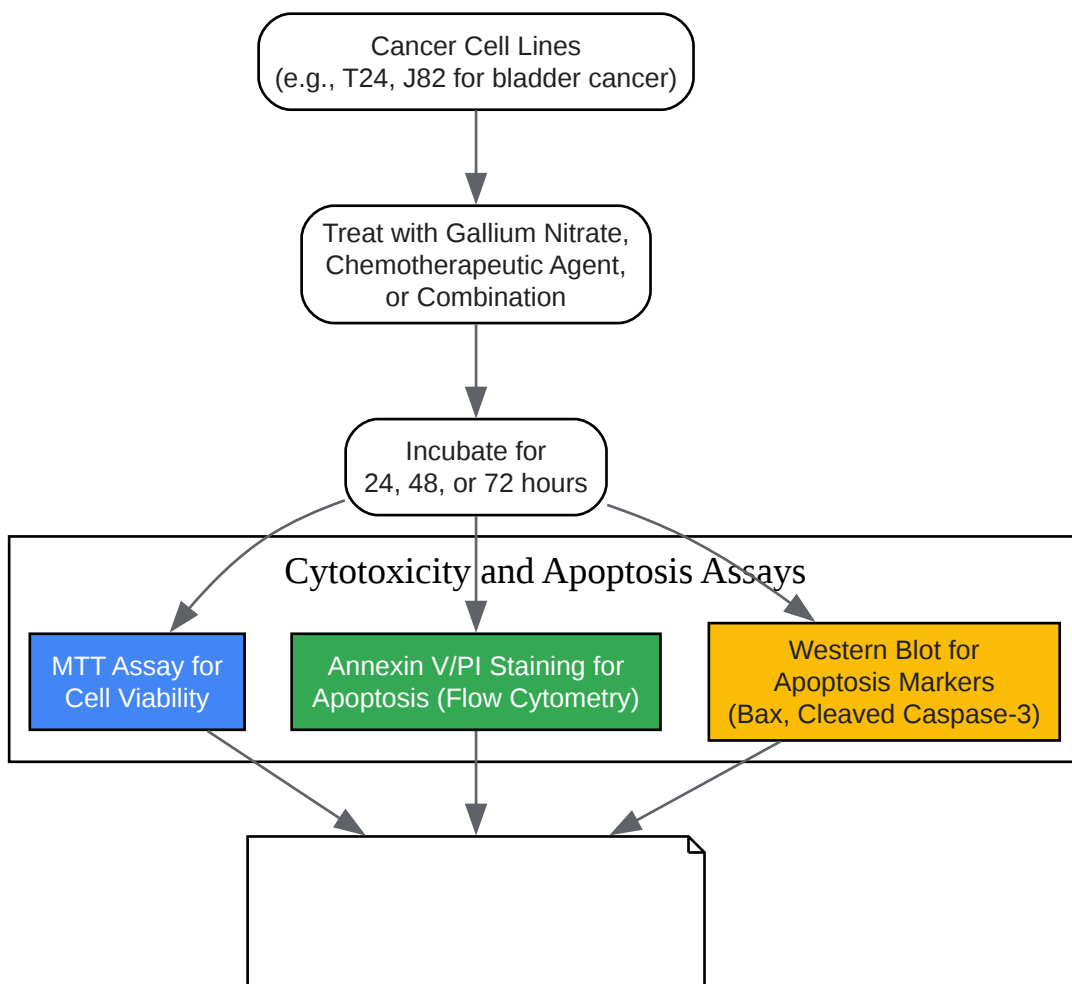 Cancer Cell Lines
(e.g., T24, J82 for bladder cancer)
Treat with Gallium Nitrate,
Chemotherapeutic Agent,
or Combination
Incubate for
24, 48, or 72 hours
Cytotoxicity and Apoptosis Assays
MTT Assay for
Cell Viability
Annexin V/PI Staining for
Apoptosis (Flow Cytometry)
Western Blot for
Apoptosis Markers
(Bax, Cleaved Caspase-3)